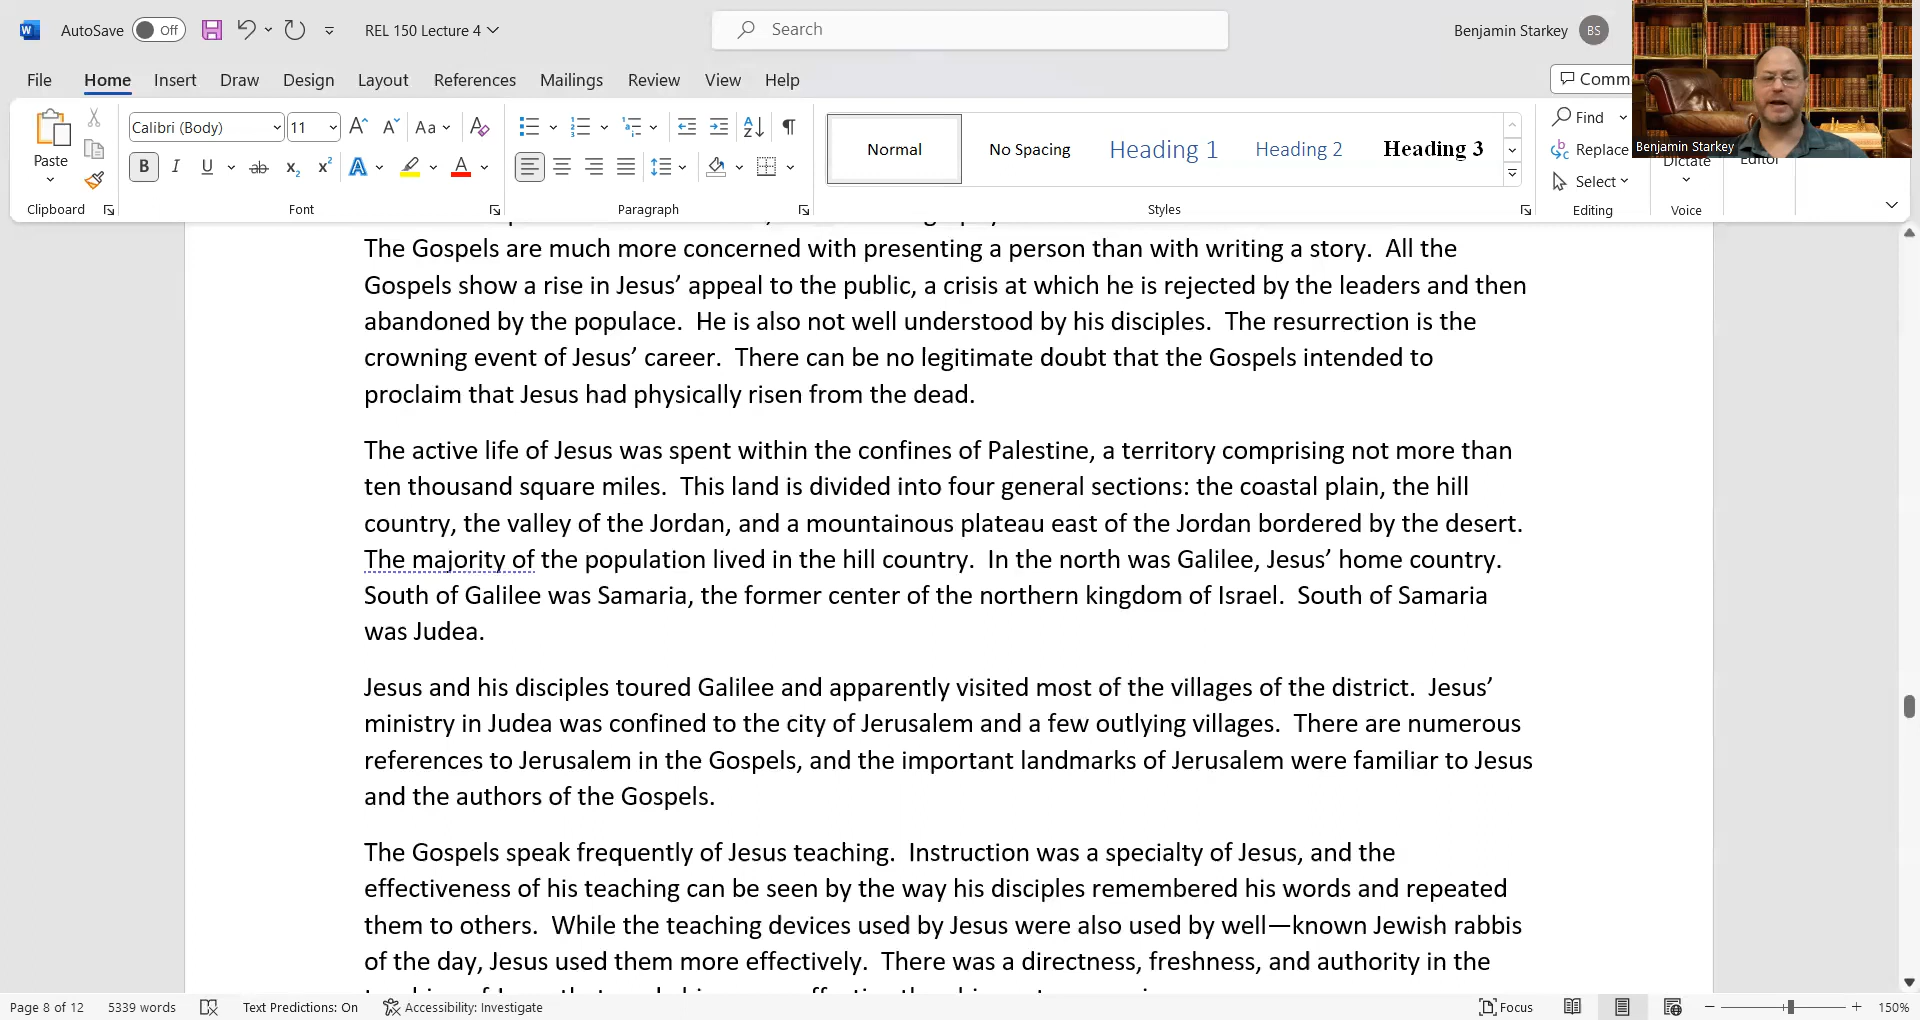 AutoSave Off REL 150 Lecture 4 Search Benjamin Starkey BS
File Home Insert Draw Design Layout References Mailings Review View Help Comm
Paste Calibri (Body) 11 Aa Normal No Spacing Heading 1 Heading 2 Heading 3 Find Replace Select Dictate Editor
Benjamin Starkey
Clipboard Font Paragraph Styles Editing Voice
The Gospels are much more concerned with presenting a person than with writing a story. All the
Gospels show a rise in Jesus’ appeal to the public, a crisis at which he is rejected by the leaders and then
abandoned by the populace. He is also not well understood by his disciples. The resurrection is the
crowning event of Jesus’ career. There can be no legitimate doubt that the Gospels intended to
proclaim that Jesus had physically risen from the dead.
The active life of Jesus was spent within the confines of Palestine, a territory comprising not more than
ten thousand square miles. This land is divided into four general sections: the coastal plain, the hill
country, the valley of the Jordan, and a mountainous plateau east of the Jordan bordered by the desert.
The majority of the population lived in the hill country. In the north was Galilee, Jesus’ home country.
South of Galilee was Samaria, the former center of the northern kingdom of Israel. South of Samaria
was Judea.
Jesus and his disciples toured Galilee and apparently visited most of the villages of the district. Jesus’
ministry in Judea was confined to the city of Jerusalem and a few outlying villages. There are numerous
references to Jerusalem in the Gospels, and the important landmarks of Jerusalem were familiar to Jesus
and the authors of the Gospels.
The Gospels speak frequently of Jesus teaching. Instruction was a specialty of Jesus, and the
effectiveness of his teaching can be seen by the way his disciples remembered his words and repeated
them to others. While the teaching devices used by Jesus were also used by well—known Jewish rabbis
of the day, Jesus used them more effectively. There was a directness, freshness, and authority in the
Page 8 of 12 5339 words Text Predictions: On Accessibility: Investigate Focus 150%